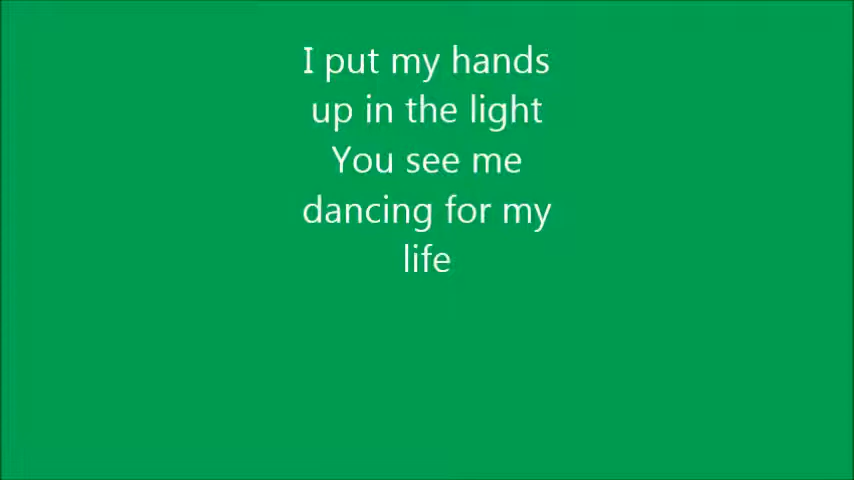 I put my hands
up in the light
You see me
dancing for my
life